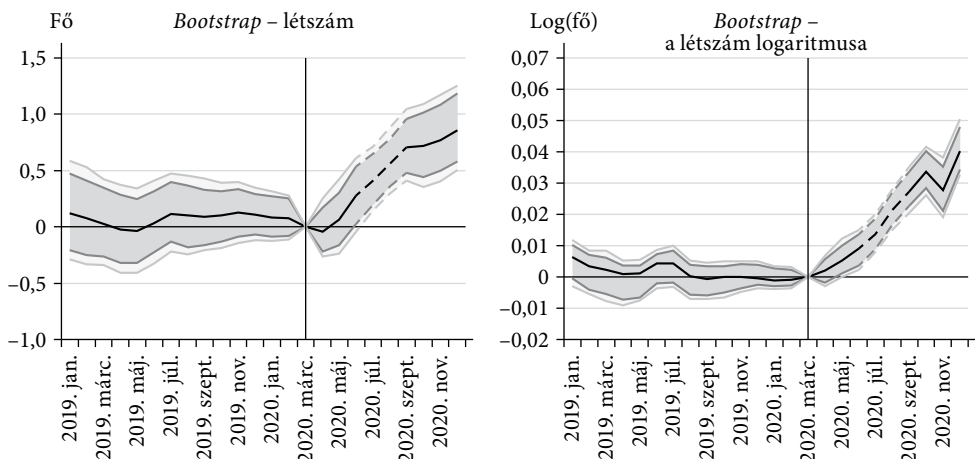 Fő
Bootstrap – létszám
1,5
1,0
0,5
0
–0,5
–1,0
2019. jan.
2019. márc.
2019. máj.
2019. júl.
2019. szept.
2019. nov.
2020. jan.
2020. márc.
2020. máj.
2020. júl.
2020. szept.
2020. nov.
Log(fő)
Bootstrap –
a létszám logaritmusa
0,07
0,06
0,05
0,04
0,03
0,02
0,01
0
–0,01
–0,02
2019. jan.
2019. márc.
2019. máj.
2019. júl.
2019. szept.
2019. nov.
2020. jan.
2020. márc.
2020. máj.
2020. júl.
2020. szept.
2020. nov.